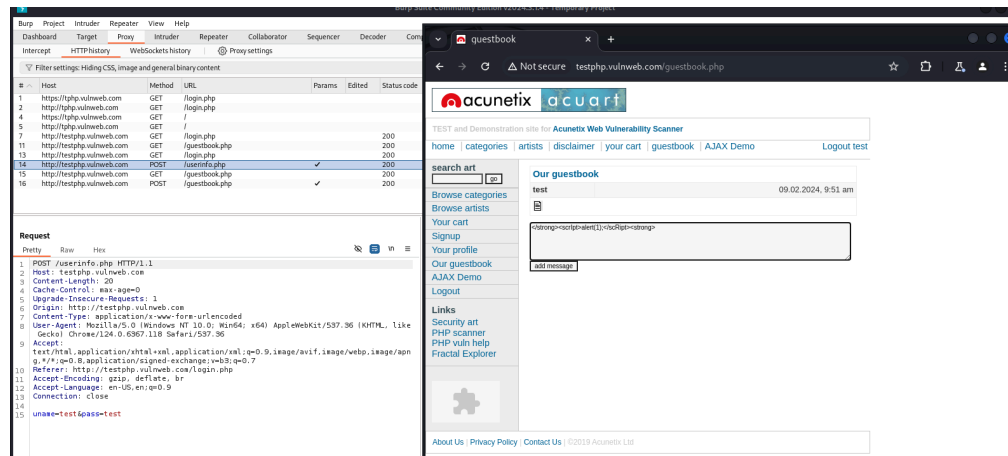 Burp Suite Community Edition v2024.3.1.4 - Temporary Project
Burp Project Intruder Repeater View Help
Dashboard Target Proxy Intruder Repeater Collaborator Sequencer Decoder
Intercept HTTP history WebSockets history Proxy settings
Filter settings: Hiding CSS, image and general binary content
# Host Method URL Params Edited Status code
1 https://tphp.vulnweb.com GET /login.php
2 http://tphp.vulnweb.com GET /login.php
4 https://tphp.vulnweb.com GET /
5 http://tphp.vulnweb.com GET /
7 http://testphp.vulnweb.com GET /login.php 200
11 http://testphp.vulnweb.com GET /guestbook.php 200
13 http://testphp.vulnweb.com GET /login.php 200
14 http://testphp.vulnweb.com POST /userinfo.php ✓ 200
15 http://testphp.vulnweb.com GET /guestbook.php 200
16 http://testphp.vulnweb.com POST /guestbook.php ✓ 200
Request
Pretty Raw Hex
\n
1 POST /userinfo.php HTTP/1.1
2 Host: testphp.vulnweb.com
3 Content-Length: 20
4 Cache-Control: max-age=0
5 Upgrade-Insecure-Requests: 1
6 Origin: http://testphp.vulnweb.com
7 Content-Type: application/x-www-form-urlencoded
8 User-Agent: Mozilla/5.0 (Windows NT 10.0; Win64; x64) AppleWebKit/537.36 (KHTML, like
Gecko) Chrome/124.0.6367.118 Safari/537.36
9 Accept:
text/html,application/xhtml+xml,application/xml;q=0.9,image/avif,image/webp,image/apn
g,*/*;q=0.8,application/signed-exchange;v=b3;q=0.7
10 Referer: http://testphp.vulnweb.com/login.php
11 Accept-Encoding: gzip, deflate, br
12 Accept-Language: en-US,en;q=0.9
13 Connection: close
14
15 uname=test&pass=test
guestbook
Not secure testphp.vulnweb.com/guestbook.php
acunetix acuart
TEST and Demonstration site for Acunetix Web Vulnerability Scanner
home | categories | artists | disclaimer | your cart | guestbook | AJAX Demo Logout test
search art
go
Browse categories
Browse artists
Your cart
Signup
Your profile
Our guestbook
AJAX Demo
Logout
Links
Security art
PHP scanner
PHP vuln help
Fractal Explorer
Our guestbook
test 09.02.2024, 9:51 am
</strong><script>alert(1);</scRipt><strong>
add message
About Us | Privacy Policy | Contact Us | ©2019 Acunetix Ltd